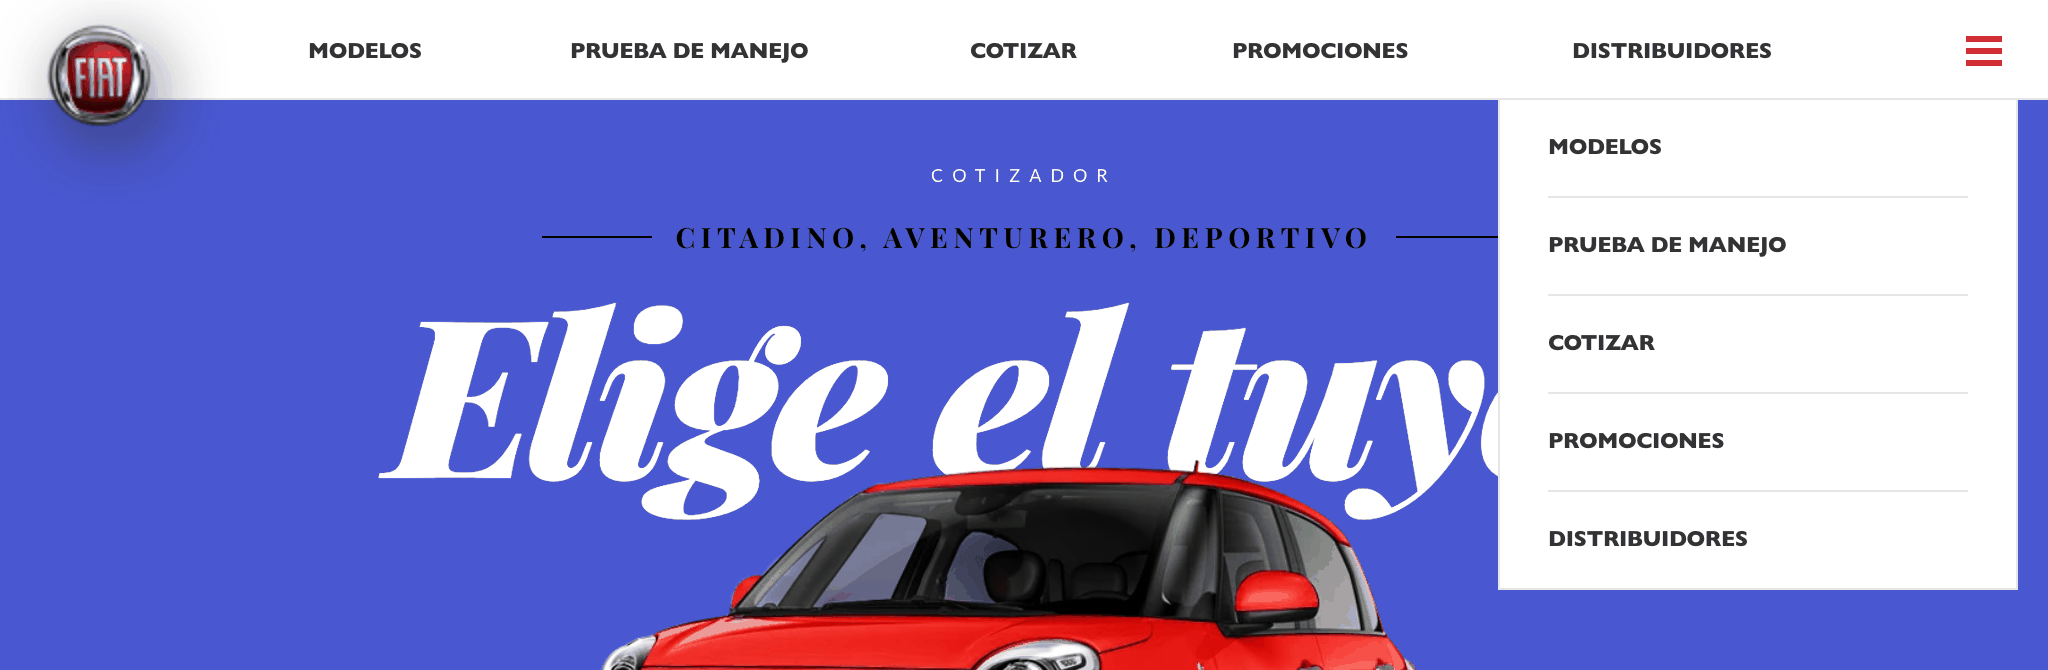 FIAT
MODELOS
PRUEBA DE MANEJO
COTIZAR
PROMOCIONES
DISTRIBUIDORES
COTIZADOR
CITADINO, AVENTURERO, DEPORTIVO
Elige el tuyo
MODELOS
PRUEBA DE MANEJO
COTIZAR
PROMOCIONES
DISTRIBUIDORES